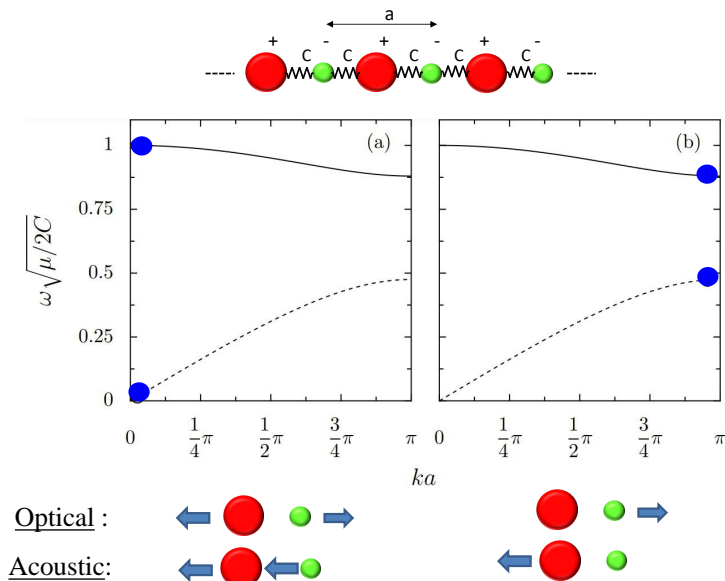 a
+ - + - + -
C C C C C C
(a) (b)
1
0.75
0.5
0.25
0
ω√μ/2C
0 1/4π 1/2π 3/4π π 0 1/4π 1/2π 3/4π π
ka
Optical :
Acoustic: